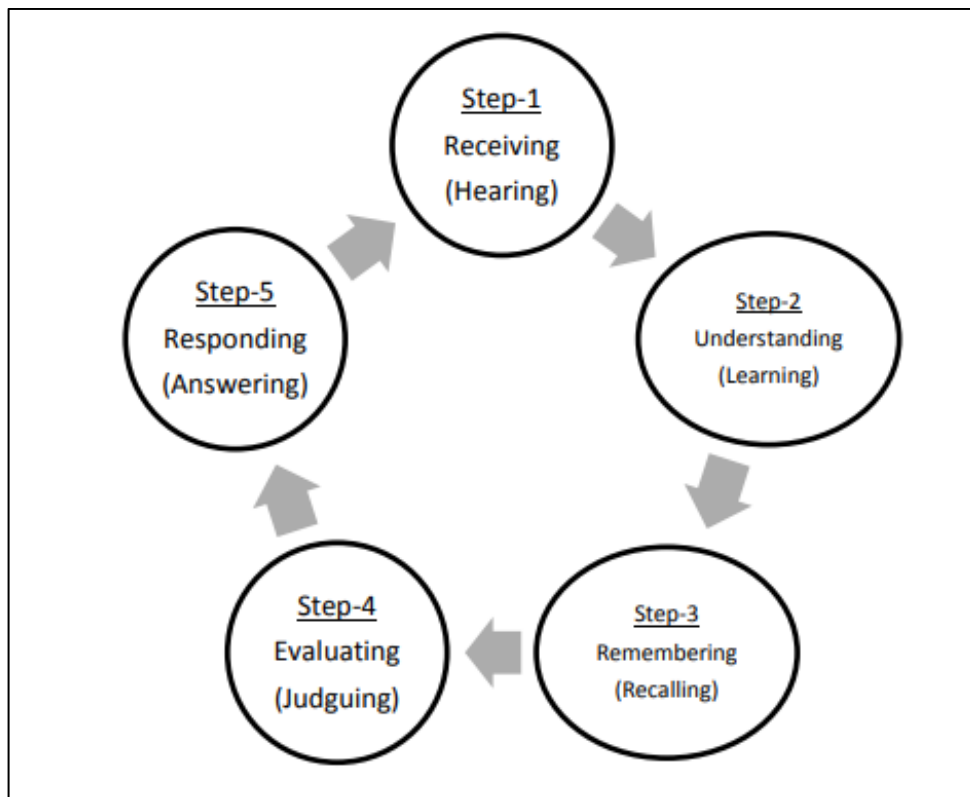 Step-1
Receiving
(Hearing)
Step-2
Understanding
(Learning)
Step-3
Remembering
(Recalling)
Step-4
Evaluating
(Judguing)
Step-5
Responding
(Answering)